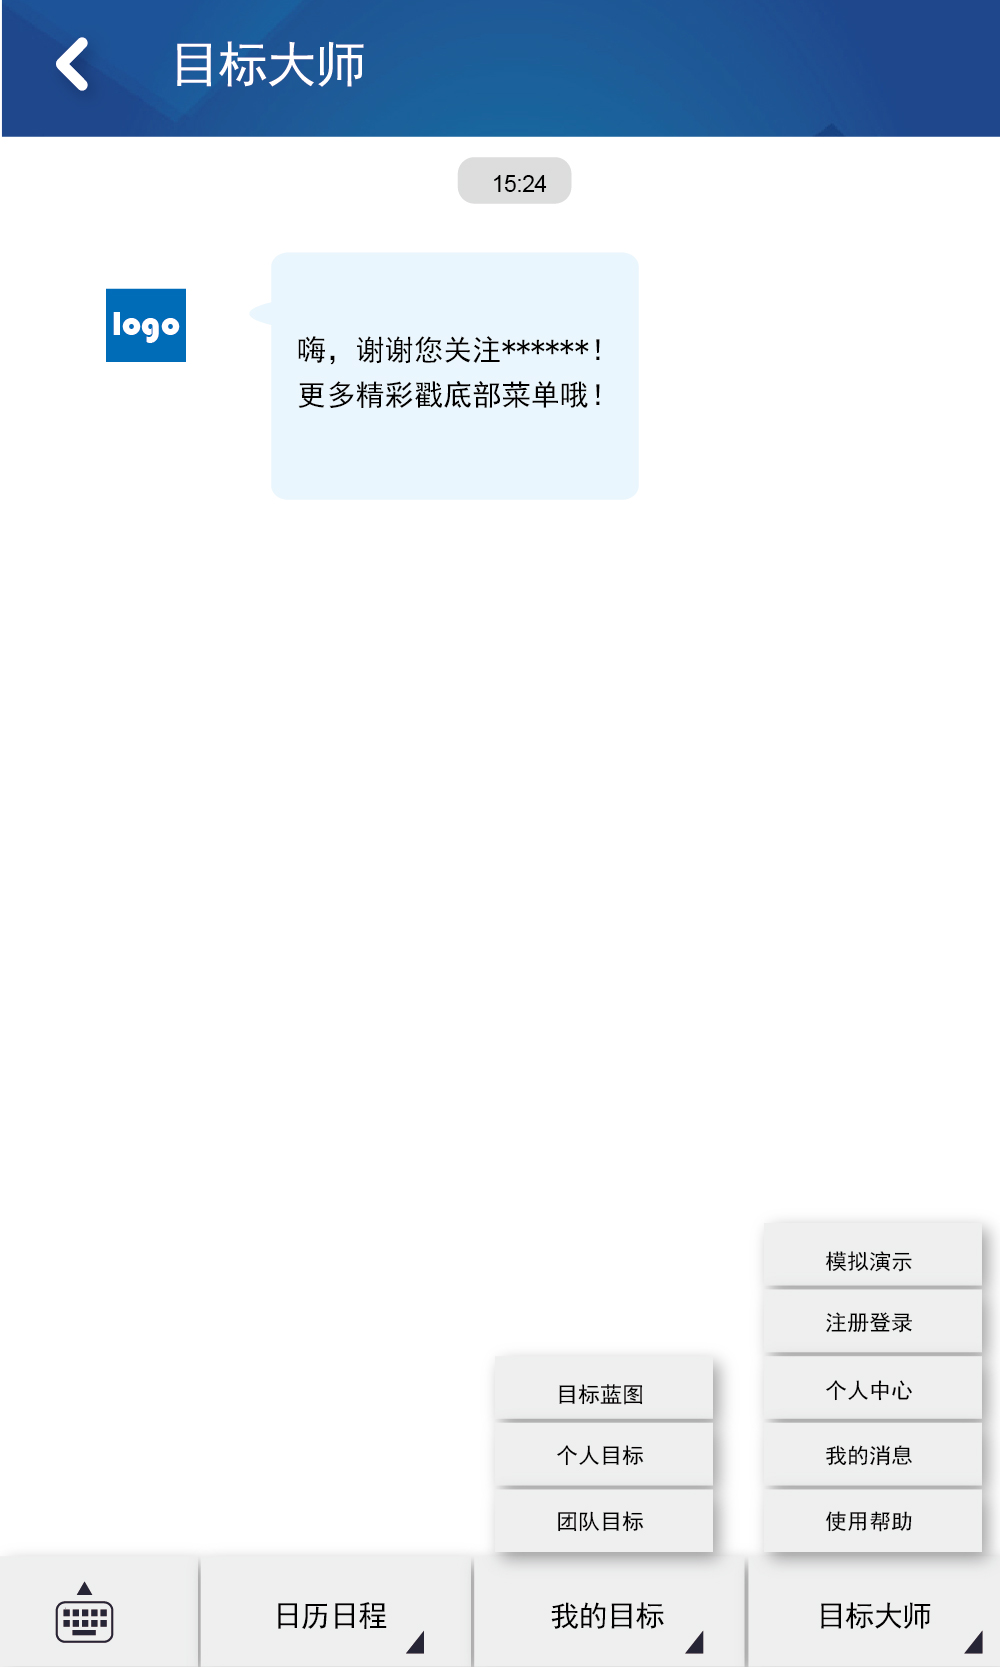 目标大师
15:24
logo
嗨，谢谢您关注******！
更多精彩戳底部菜单哦！
模拟演示
注册登录
个人中心
我的消息
使用帮助
目标蓝图
个人目标
团队目标
日历日程
我的目标
目标大师